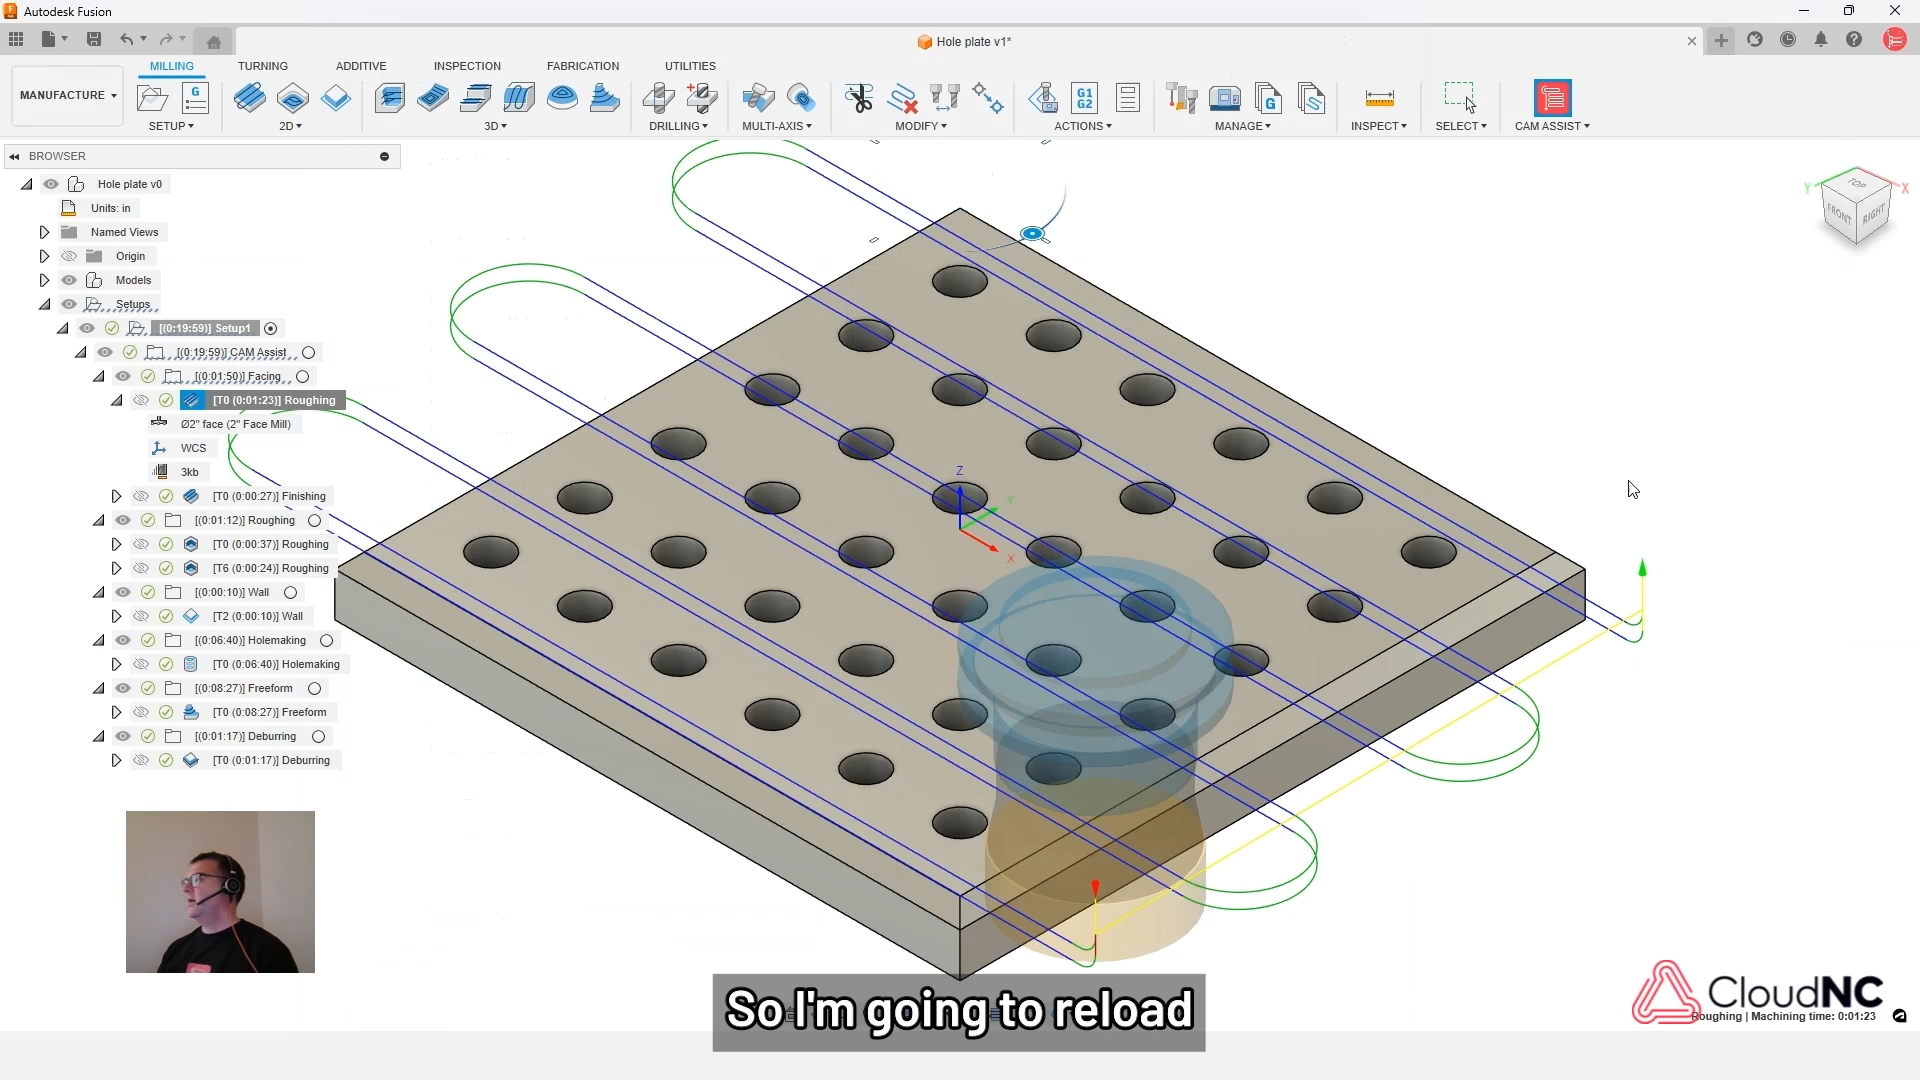 Autodesk Fusion
Hole plate v1*
MILLING
TURNING
ADDITIVE
INSPECTION
FABRICATION
UTILITIES
MANUFACTURE
G
G1
G2
G
SETUP
2D
3D
DRILLING
MULTI-AXIS
MODIFY
ACTIONS
MANAGE
INSPECT
SELECT
CAM ASSIST
BROWSER
Hole plate v0
Units: in
Named Views
Origin
Models
Setups
[(0:19:59)] Setup1
[(0:19:59)] CAM Assist
[(0:01:50)] Facing
[T0 (0:01:23)] Roughing
Ø2" face (2" Face Mill)
WCS
3kb
[T0 (0:00:27)] Finishing
[(0:01:12)] Roughing
[T0 (0:00:37)] Roughing
[T6 (0:00:24)] Roughing
[(0:00:10)] Wall
[T2 (0:00:10)] Wall
[(0:06:40)] Holemaking
[T0 (0:06:40)] Holemaking
[(0:08:27)] Freeform
[T0 (0:08:27)] Freeform
[(0:01:17)] Deburring
[T0 (0:01:17)] Deburring
Z
Y
X
Y
X
TOP
FRONT
RIGHT
So I'm going to reload
CloudNC
Roughing | Machining time: 0:01:23